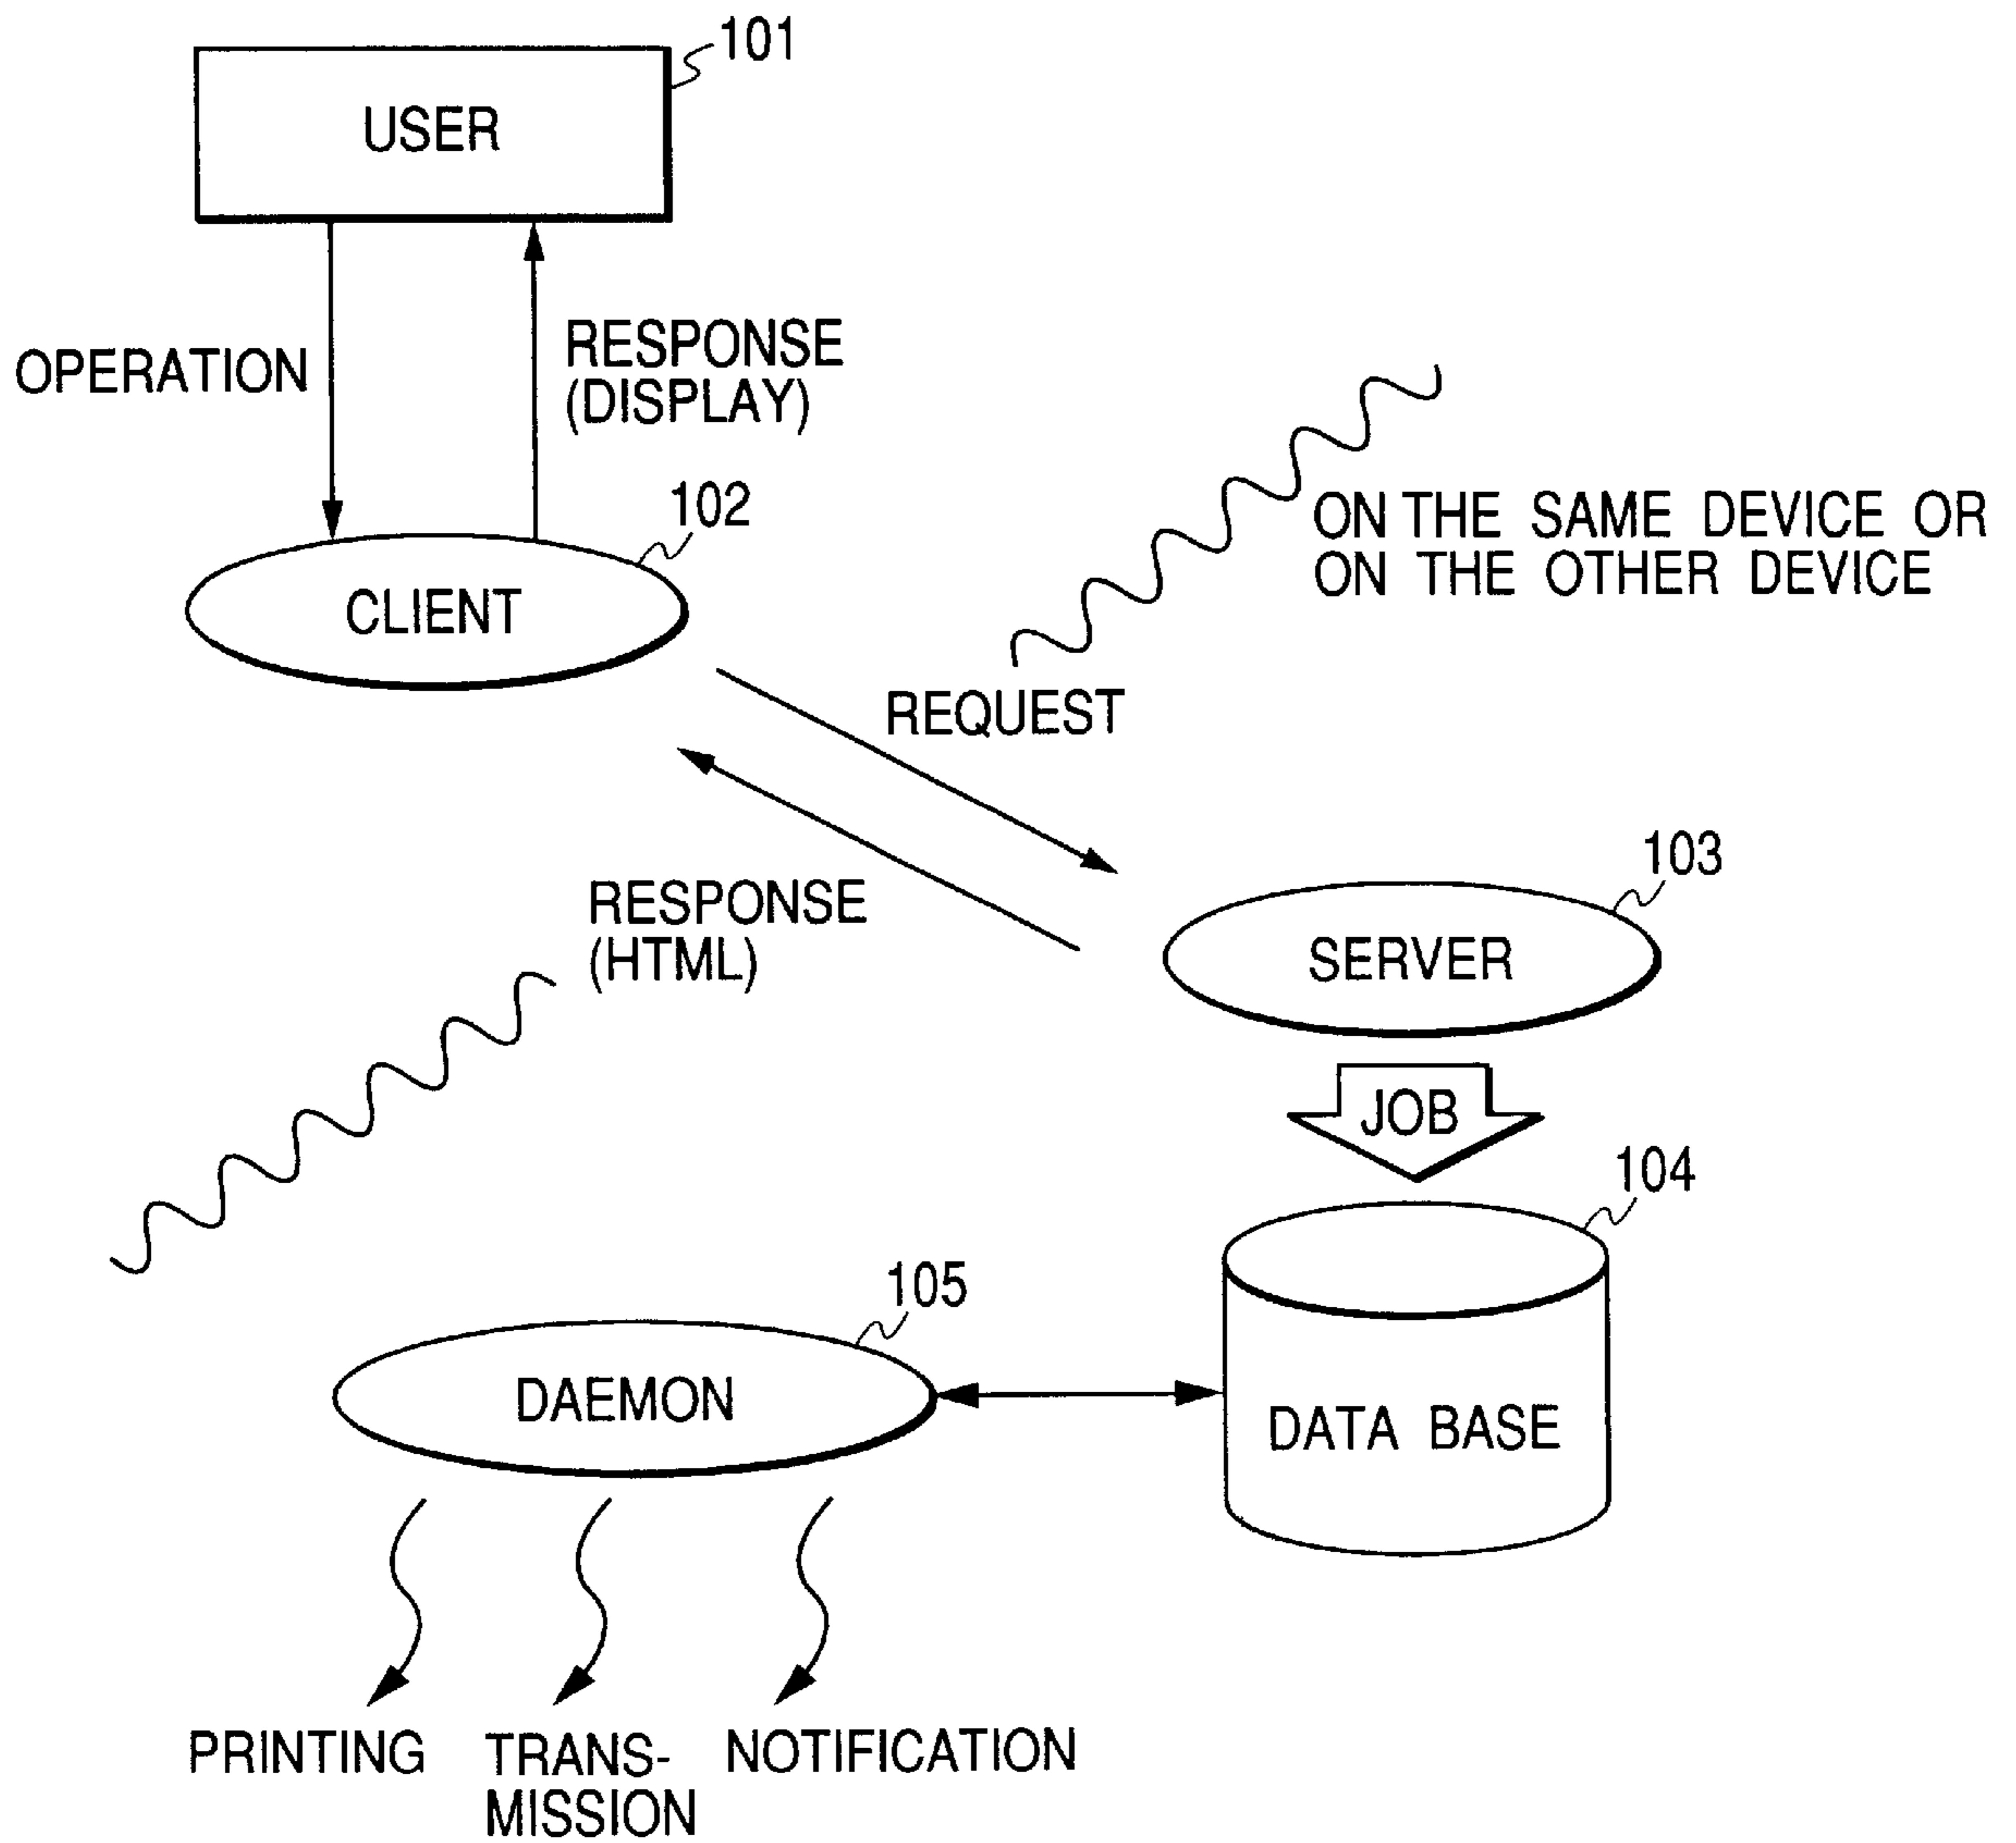 101
USER
OPERATION
RESPONSE
(DISPLAY)
102
CLIENT
ON THE SAME DEVICE OR
ON THE OTHER DEVICE
REQUEST
RESPONSE
(HTML)
103
SERVER
JOB
104
DATA BASE
105
DAEMON
PRINTING
TRANS-
MISSION
NOTIFICATION